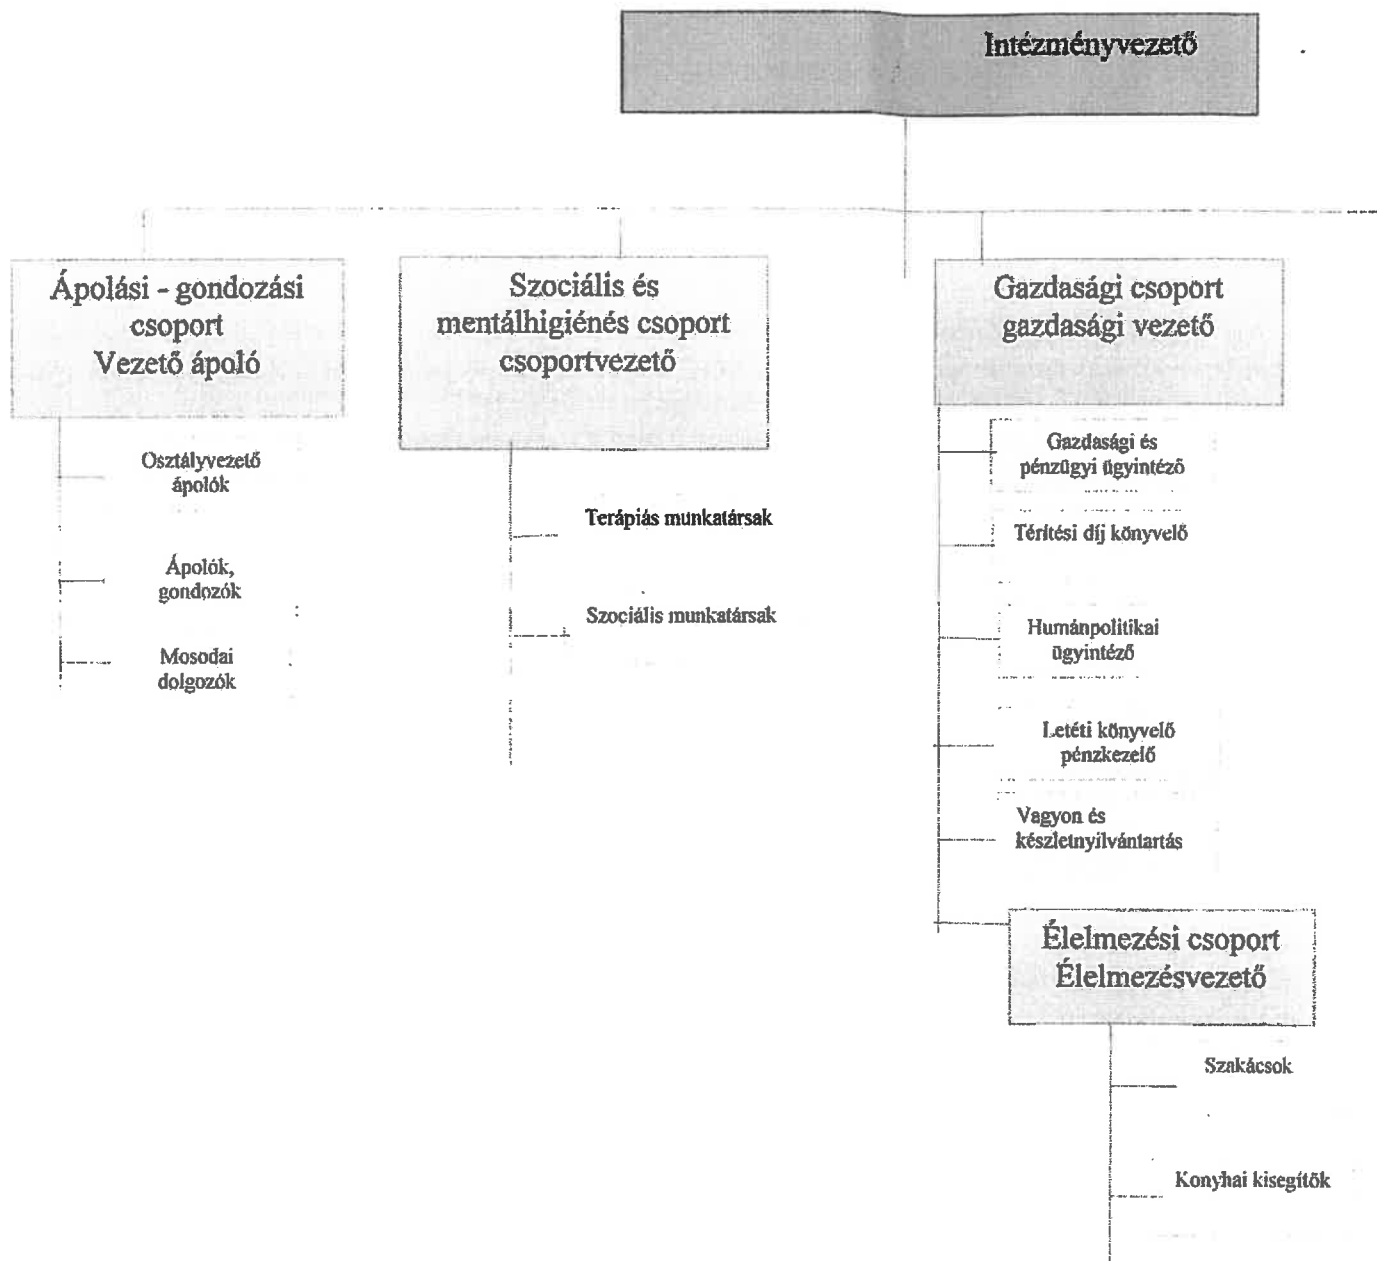 Intézményvezető
Ápolási - gondozási
csoport
Vezető ápoló
Osztályvezető
ápolók
Ápolók,
gondozók
Mosodai
dolgozók
Szociális és
mentálhigiénés csoport
csoportvezető
Terápiás munkatársak
Szociális munkatársak
Gazdasági csoport
gazdasági vezető
Gazdasági és
pénzügyi ügyintéző
Térítési díj könyvelő
Humánpolitikai
ügyintéző
Letéti könyvelő
pénzkezelő
Vagyon és
készletnyilvántartás
Élelmezési csoport
Élelmezésvezető
Szakácsok
Konyhai kisegítők